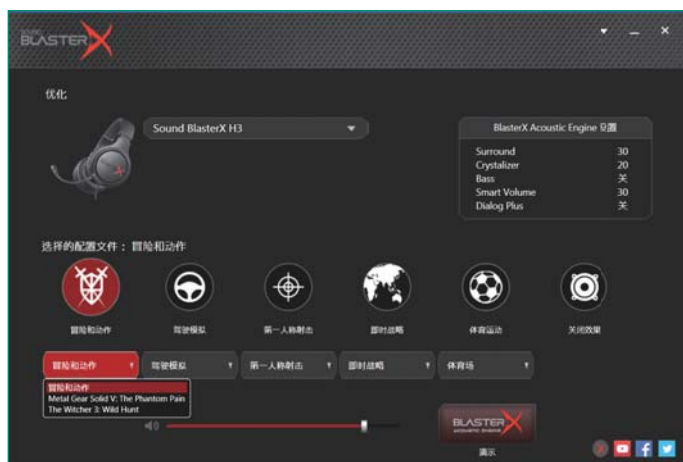 SOUND
BLASTERX
优化
Sound BlasterX H3
BlasterX Acoustic Engine 设置
Surround 30
Crystalizer 20
Bass 关
Smart Volume 30
Dialog Plus 关
选择的配置文件： 冒险和动作
冒险和动作 驾驶模拟 第一人称射击 即时战略 体育运动 关闭效果
冒险和动作 驾驶模拟 第一人称射击 即时战略 体育场
冒险和动作
Metal Gear Solid V: The Phantom Pain
The Witcher 3: Wild Hunt
BLASTERX
ACOUSTIC ENGINE
演示